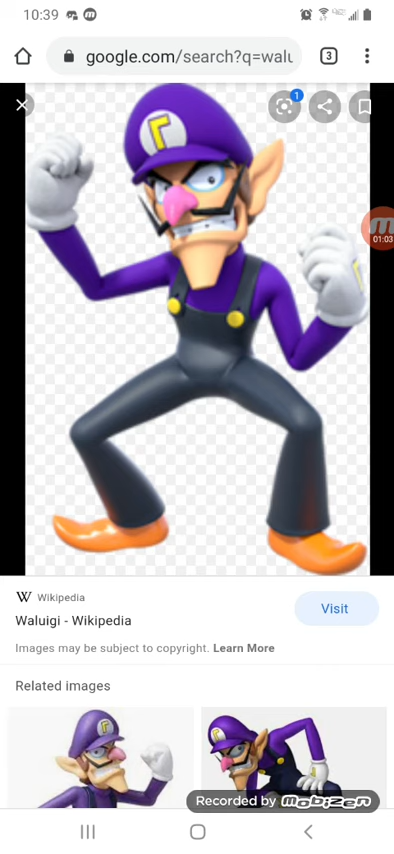 10:39
google.com/search?q=walu
3
1
01:03
Wikipedia
Waluigi - Wikipedia
Visit
Images may be subject to copyright. Learn More
Related images
Recorded by mobizen